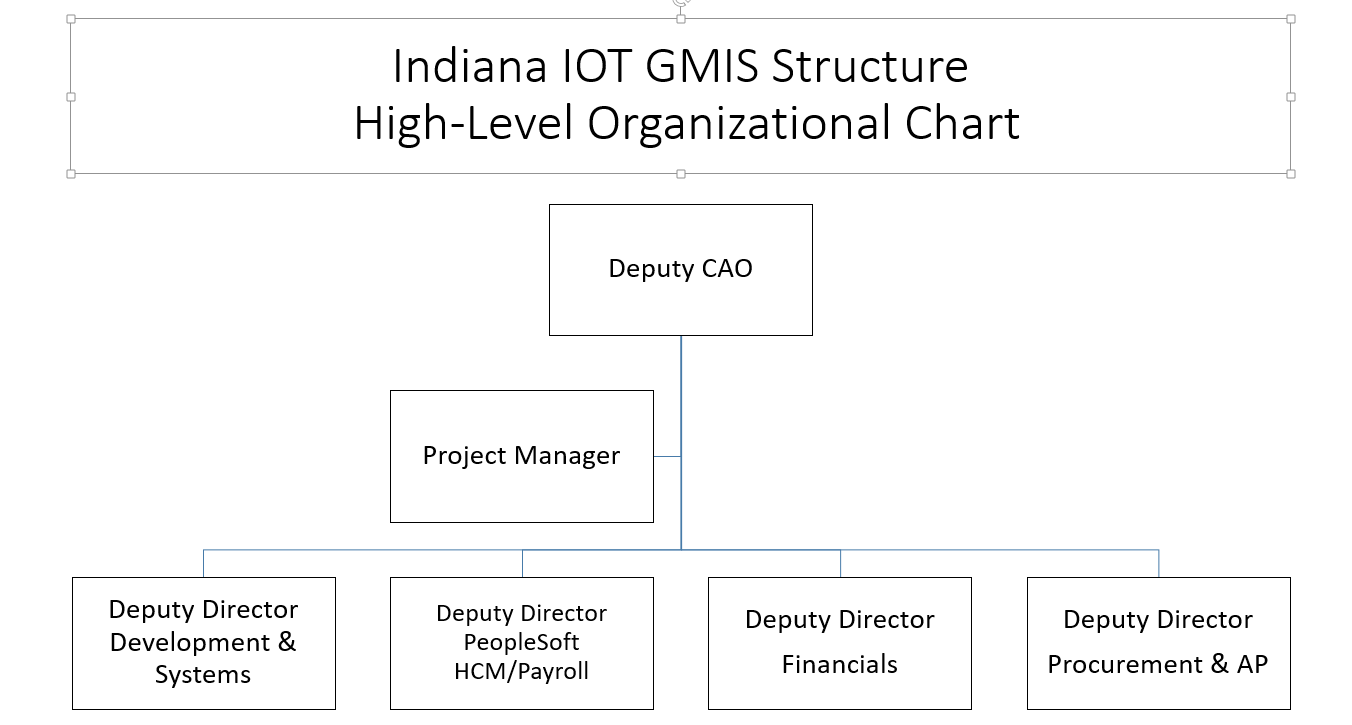 Indiana IOT GMIS Structure
High-Level Organizational Chart
Deputy CAO
Project Manager
Deputy Director
Development &
Systems
Deputy Director
PeopleSoft
HCM/Payroll
Deputy Director
Financials
Deputy Director
Procurement & AP